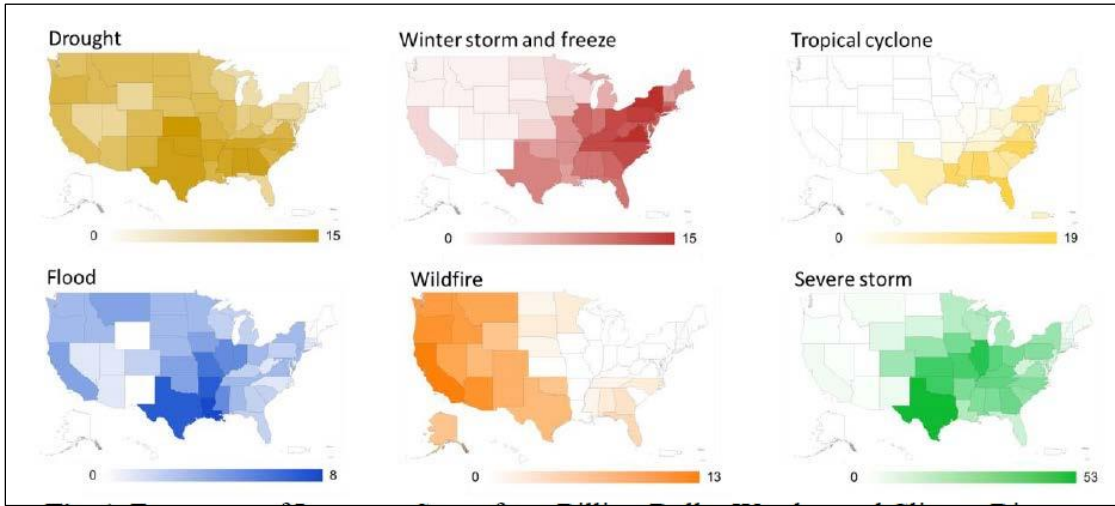 Drought
Winter storm and freeze
Tropical cyclone
0 15
0 15
0 19
Flood
Wildfire
Severe storm
0 8
0 13
0 53